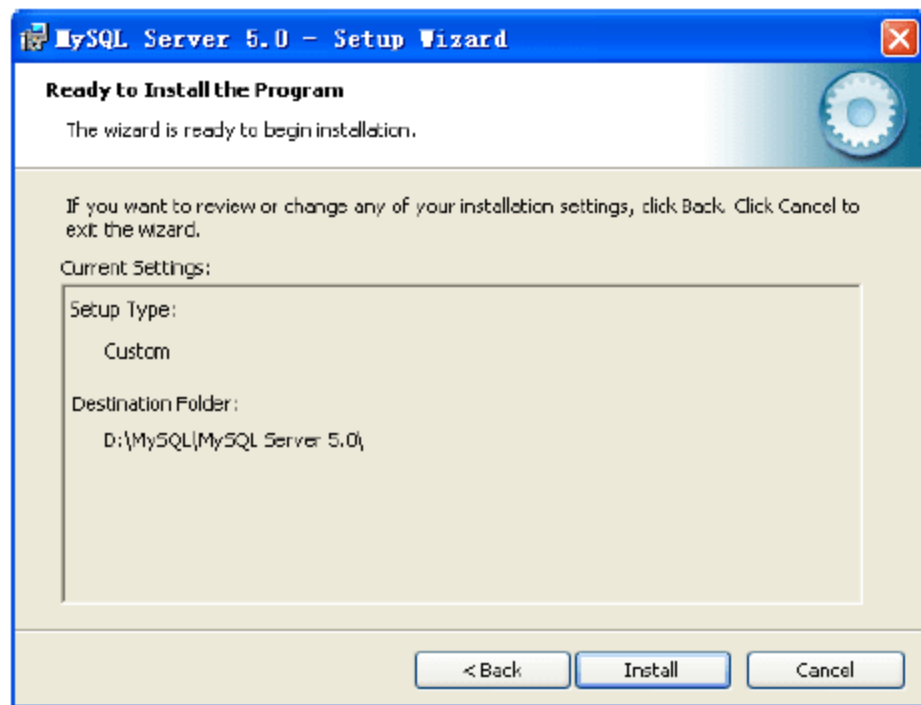 MySQL Server 5.0 - Setup Wizard
Ready to Install the Program
The wizard is ready to begin installation.
If you want to review or change any of your installation settings, click Back. Click Cancel to
exit the wizard.
Current Settings:
Setup Type:
Custom
Destination Folder:
D:\MySQL\MySQL Server 5.0\
< Back
Install
Cancel